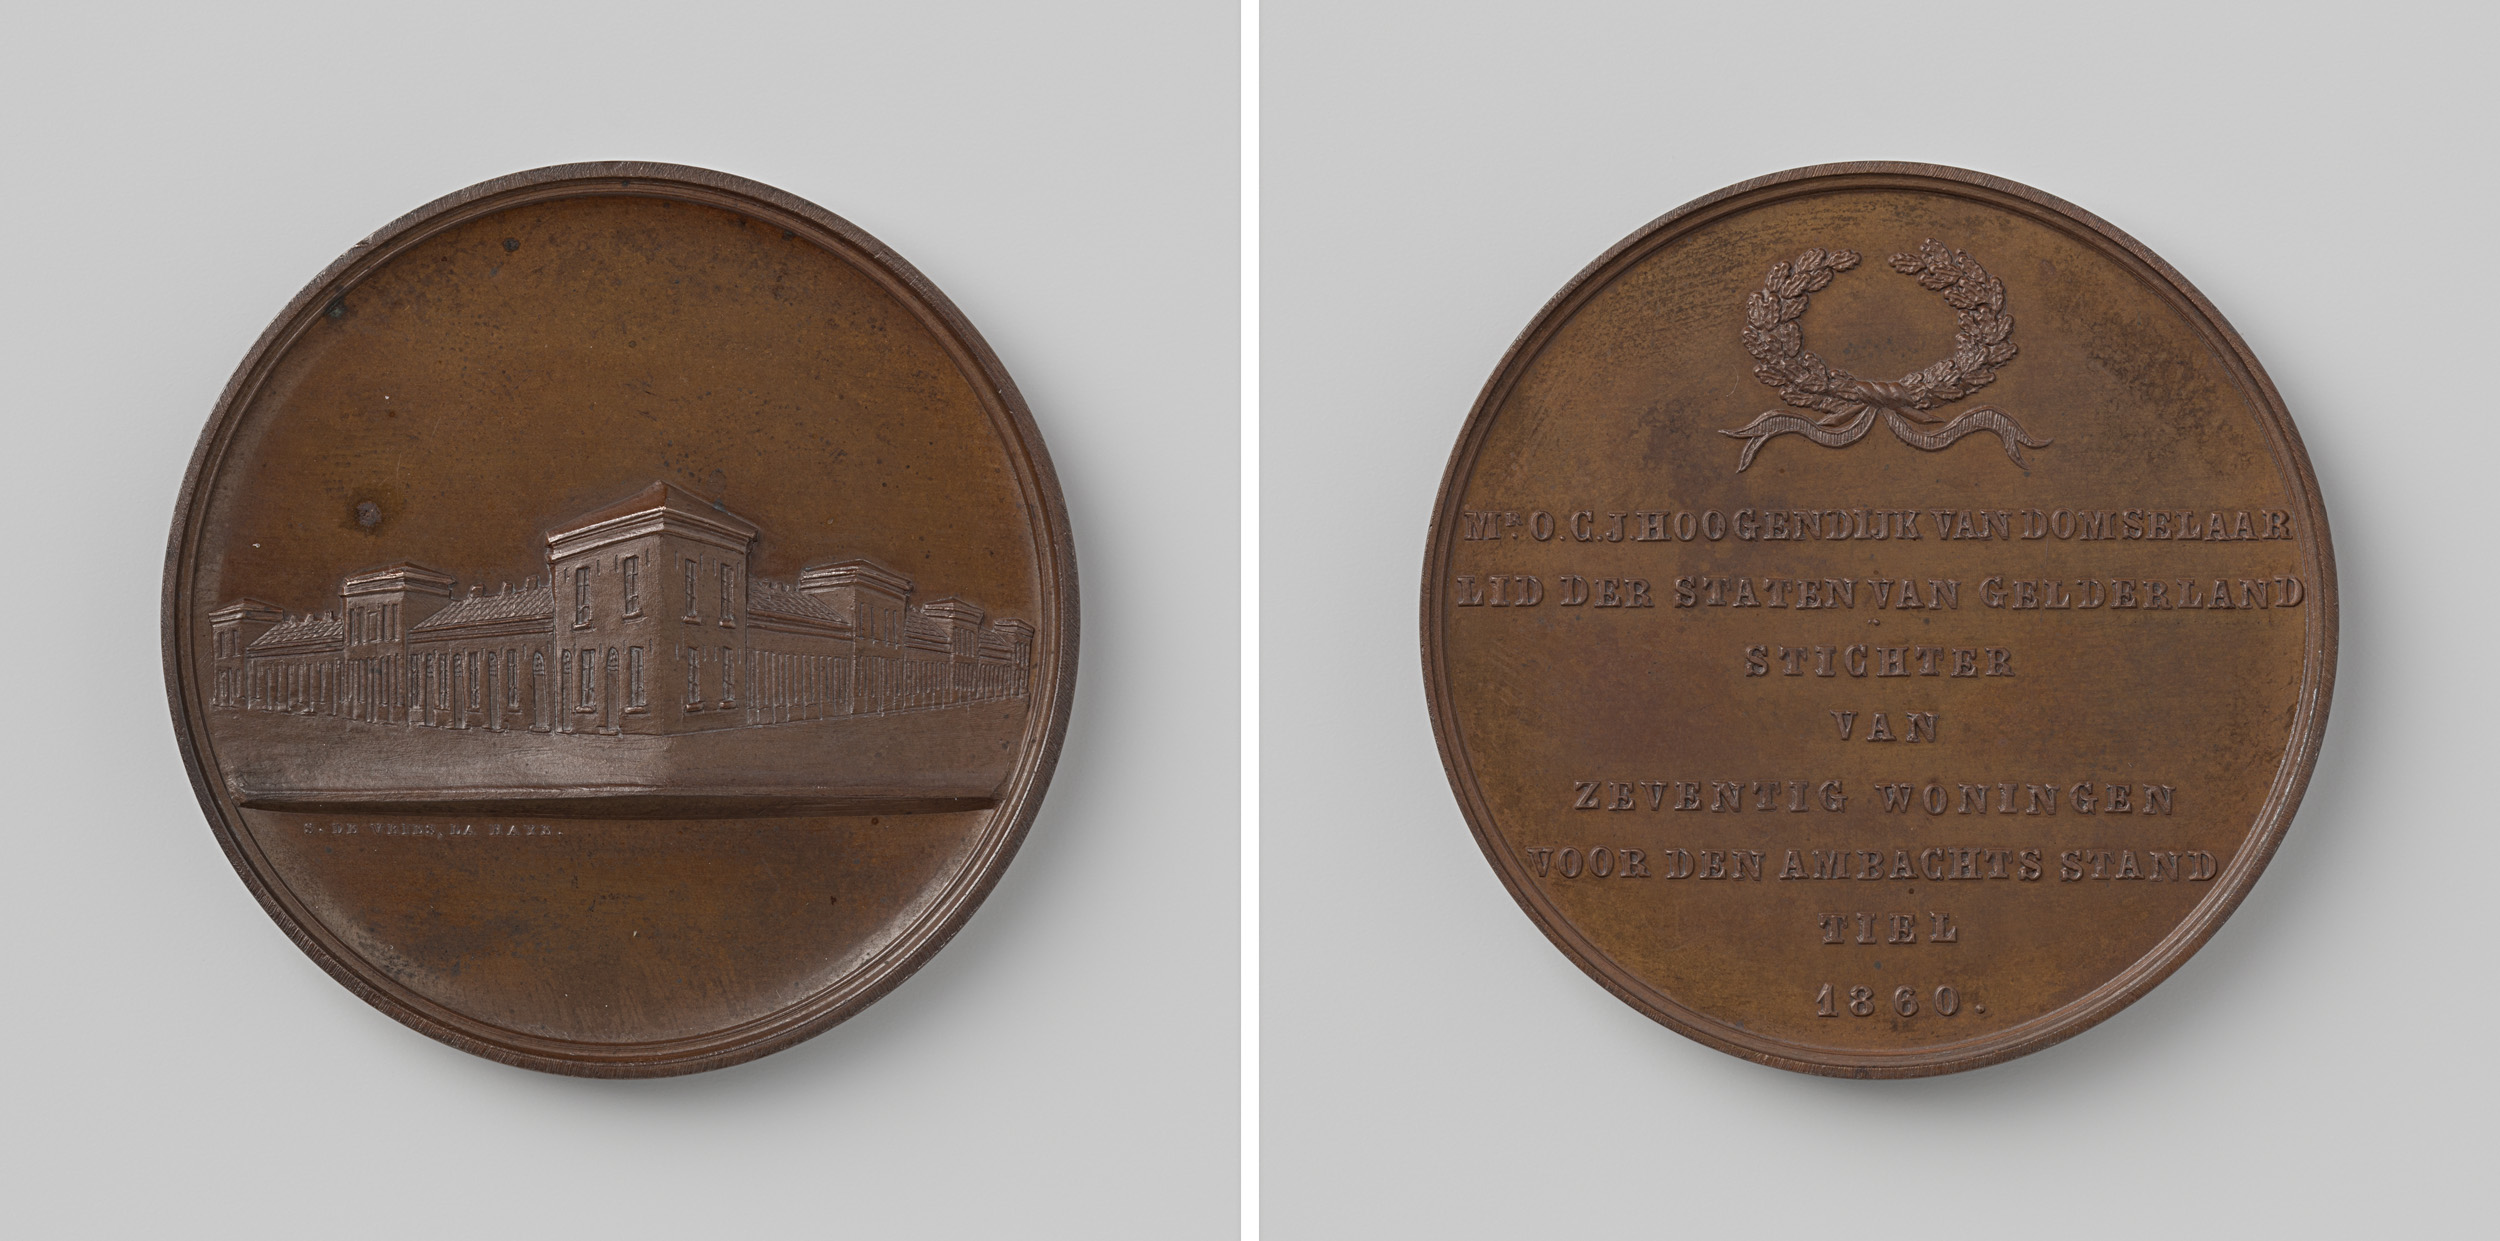 S. DE VRIES, LA HAYE.
MR. O.C.J. HOOGENDIJK VAN DOMSELAAR
LID DER STATEN VAN GELDERLAND
STICHTER
VAN
ZEVENTIG WONINGEN
VOOR DEN AMBACHTS STAND
TIEL
1860.